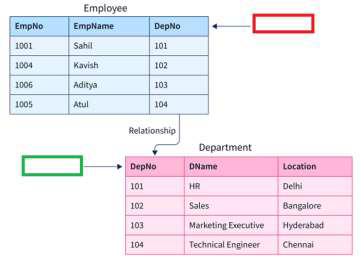 Employee
EmpNo EmpName DepNo
1001 Sahil 101
1004 Kavish 102
1006 Aditya 103
1005 Atul 104
Relationship
Department
DepNo DName Location
101 HR Delhi
102 Sales Bangalore
103 Marketing Executive Hyderabad
104 Technical Engineer Chennai